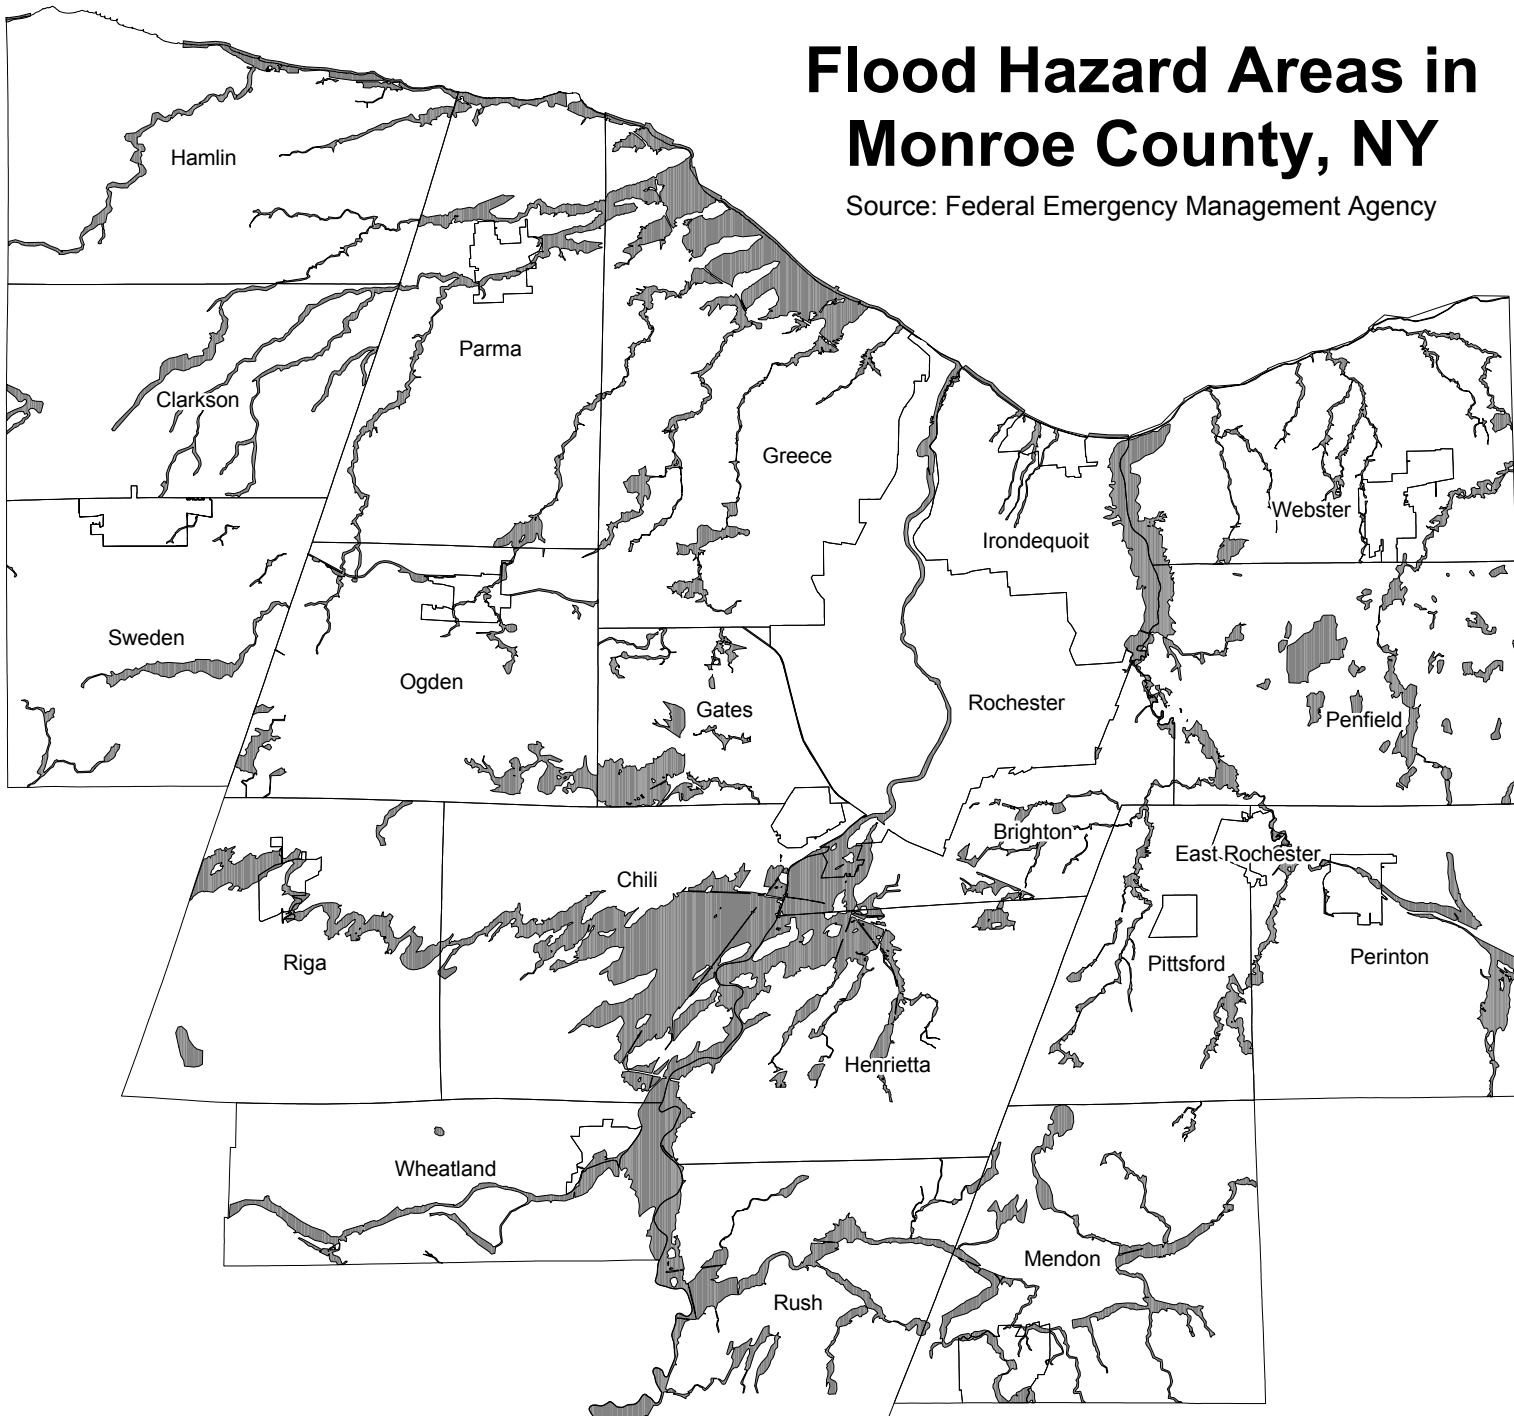 Flood Hazard Areas in
Monroe County, NY
Source: Federal Emergency Management Agency
Hamlin
Parma
Clarkson
Greece
Webster
Irondequoit
Sweden
Ogden
Rochester
Gates
Penfield
Brighton
East Rochester
Chili
Riga
Pittsford
Perinton
Henrietta
Wheatland
Mendon
Rush